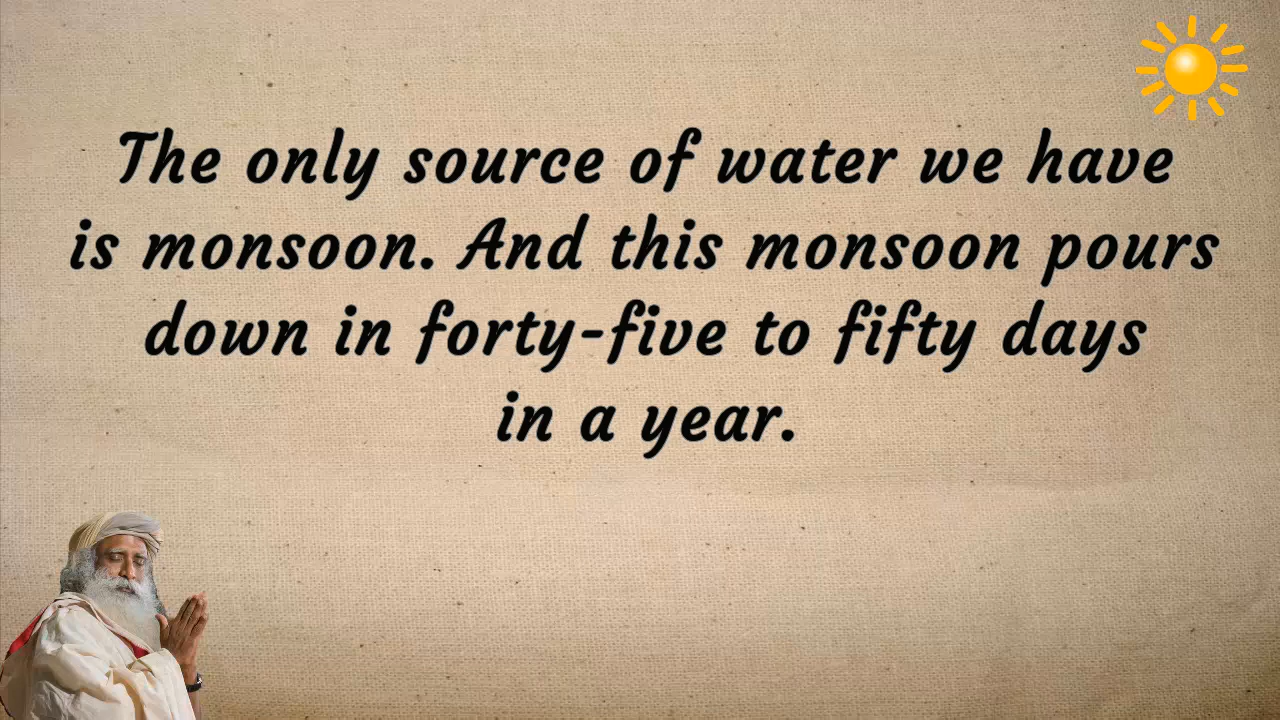 The only source of water we have
is monsoon. And this monsoon pours
down in forty-five to fifty days
in a year.